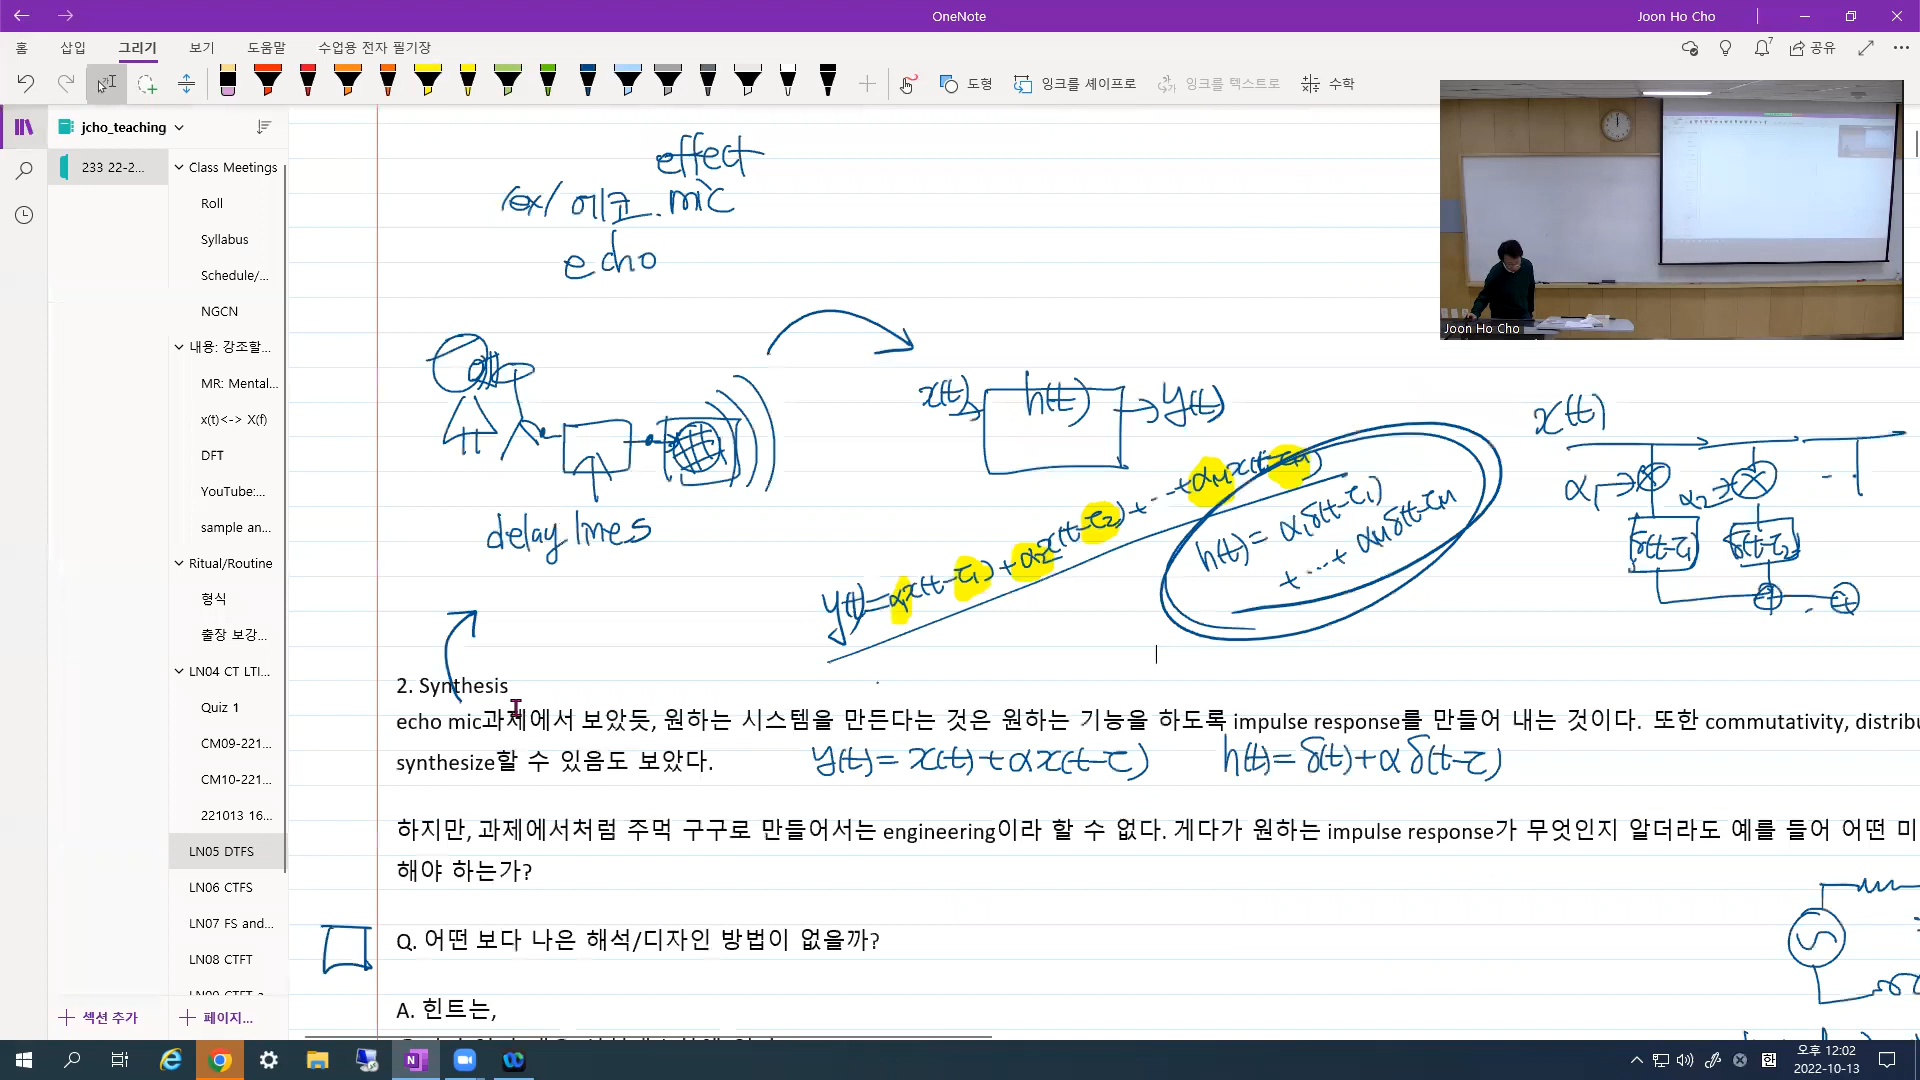 OneNote
Joon Ho Cho
홈 삽입 그리기 보기 도움말 수업용 전자 필기장
공유
도형 잉크를 셰이프로 잉크를 텍스트로 수학
jcho_teaching
233 22-2...
Class Meetings
Roll
Syllabus
Schedule/...
NGCN
내용: 강조할...
MR: Mental...
x(t)<-> X(f)
DFT
YouTube:...
sample an...
Ritual/Routine
형식
출장 보강...
LN04 CT LTI...
Quiz 1
CM09-221...
CM10-221...
221013 16...
LN05 DTFS
LN06 CTFS
LN07 FS and...
LN08 CTFT
섹션 추가
페이지...
Joon Ho Cho
effect
ex/ 에코 mic
echo
x(t) h(t) y(t)
delay lines
y(t)=α₁x(t-τ₁)+α₂x(t-τ₂)+...+α_M x(t-τ_M)
h(t)=α₁δ(t-τ₁)
+...+α_Mδ(t-τ_M
x(t)
α₁ α₂
δ(t-τ₁) δ(t-τ₂)
2. Synthesis
echo mic과제에서 보았듯, 원하는 시스템을 만든다는 것은 원하는 기능을 하도록 impulse response를 만들어 내는 것이다. 또한 commutativity, distribu
synthesize할 수 있음도 보았다.
y(t)=x(t)+αx(t-τ) h(t)=δ(t)+αδ(t-τ)
하지만, 과제에서처럼 주먹 구구로 만들어서는 engineering이라 할 수 없다. 게다가 원하는 impulse response가 무엇인지 알더라도 예를 들어 어떤 미
해야 하는가?
Q. 어떤 보다 나은 해석/디자인 방법이 없을까?
A. 힌트는,
오후 12:02
2022-10-13